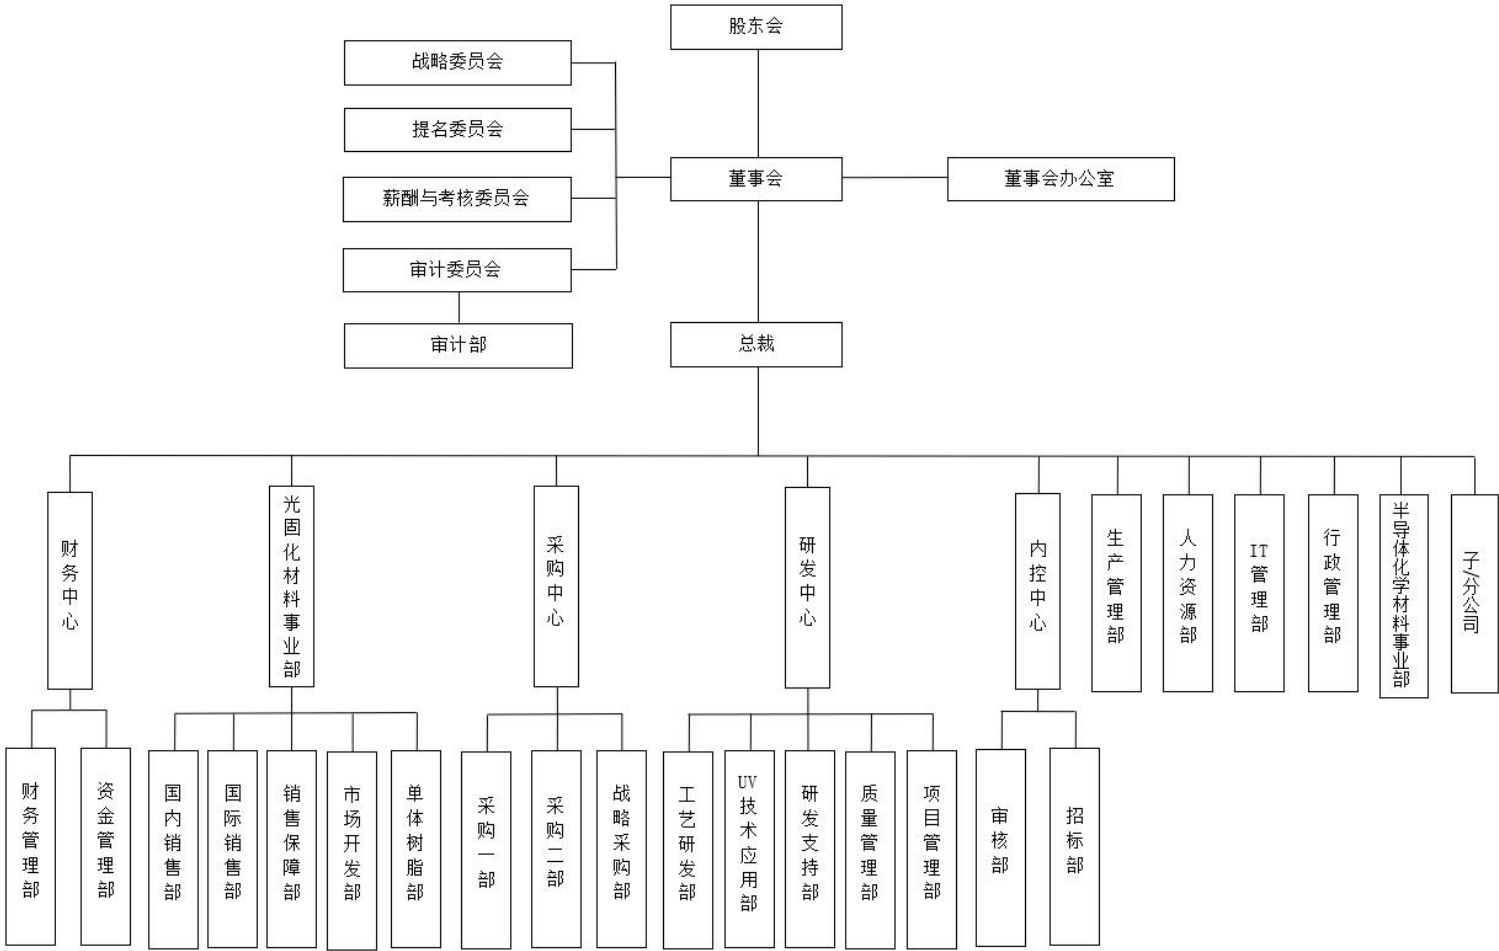 股东会
战略委员会
提名委员会
薪酬与考核委员会
审计委员会
审计部
董事会
董事会办公室
总裁
财务中心
光固化材料事业部
采购中心
研发中心
内控中心
生产管理部
人力资源部
IT管理部
行政管理部
半导体化学材料事业部
子/分公司
财务管理部
资金管理部
国内销售部
国际销售部
销售保障部
市场开发部
单体树脂部
采购一部
采购二部
战略采购部
工艺研发部
UV技术应用部
研发支持部
质量管理部
项目管理部
审核部
招标部